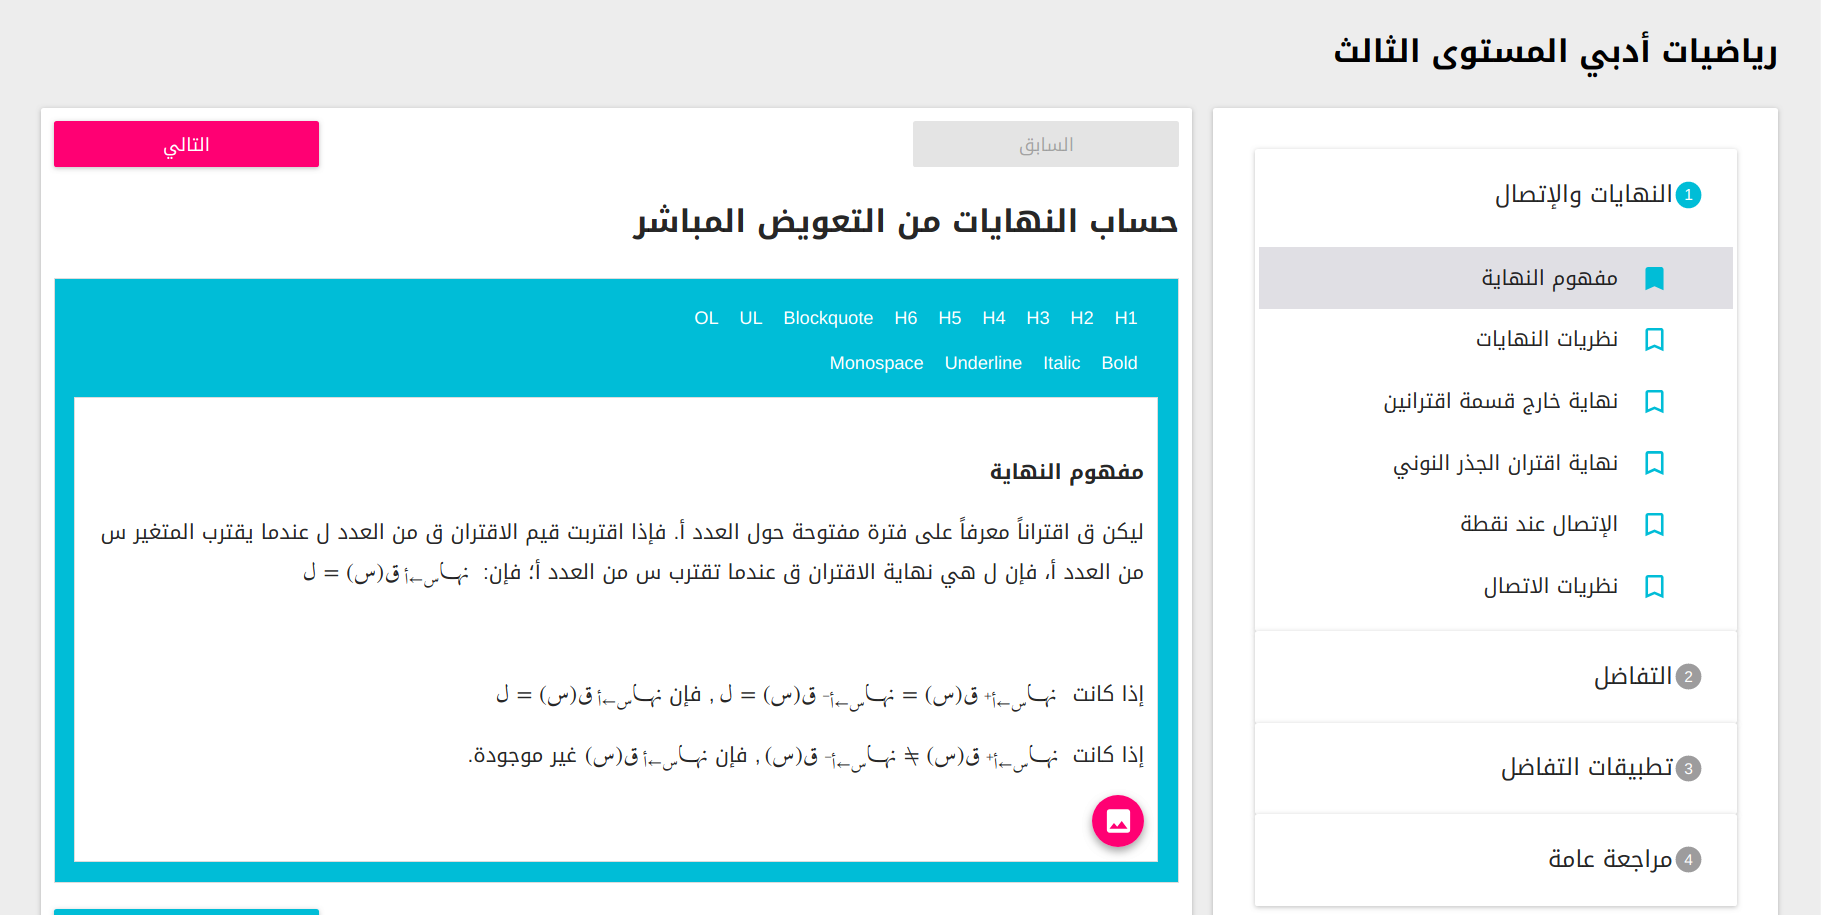 رياضيات أدبي المستوى الثالث
1 النهايات والإتصال
مفهوم النهاية
نظريات النهايات
نهاية خارج قسمة اقترانين
نهاية اقتران الجذر النوني
الإتصال عند نقطة
نظريات الاتصال
2 التفاضل
3 تطبيقات التفاضل
4 مراجعة عامة
السابق
التالي
حساب النهايات من التعويض المباشر
H1 H2 H3 H4 H5 H6 Blockquote UL OL
Bold Italic Underline Monospace
مفهوم النهاية
ليكن ق اقتراناً معرفاً على فترة مفتوحة حول العدد أ. فإذا اقتربت قيم الاقتران ق من العدد ل عندما يقترب المتغير س
من العدد أ، فإن ل هي نهاية الاقتران ق عندما تقترب س من العدد أ؛ فإن: نهــا س←أ ق(س) = ل
إذا كانت نهــا س←أ+ ق(س) = نهــا س←أ- ق(س) = ل , فإن نهــا س←أ ق(س) = ل
إذا كانت نهــا س←أ+ ق(س) ≠ نهــا س←أ- ق(س) , فإن نهــا س←أ ق(س) غير موجودة.